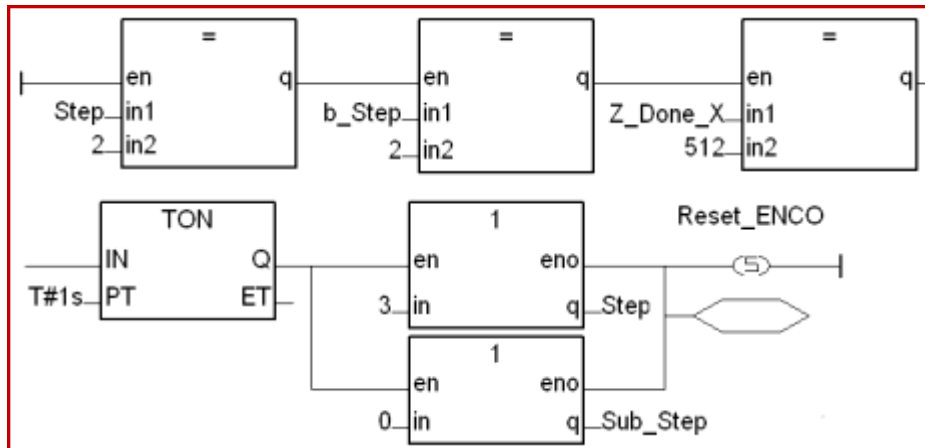 = = =
en q en q en q
Step in1 b_Step in1 Z_Done_X in1
2 in2 2 in2 512 in2
TON 1 Reset_ENCO
IN Q en eno S
T#1s PT ET 3 in q Step
1
en eno
0 in q Sub_Step